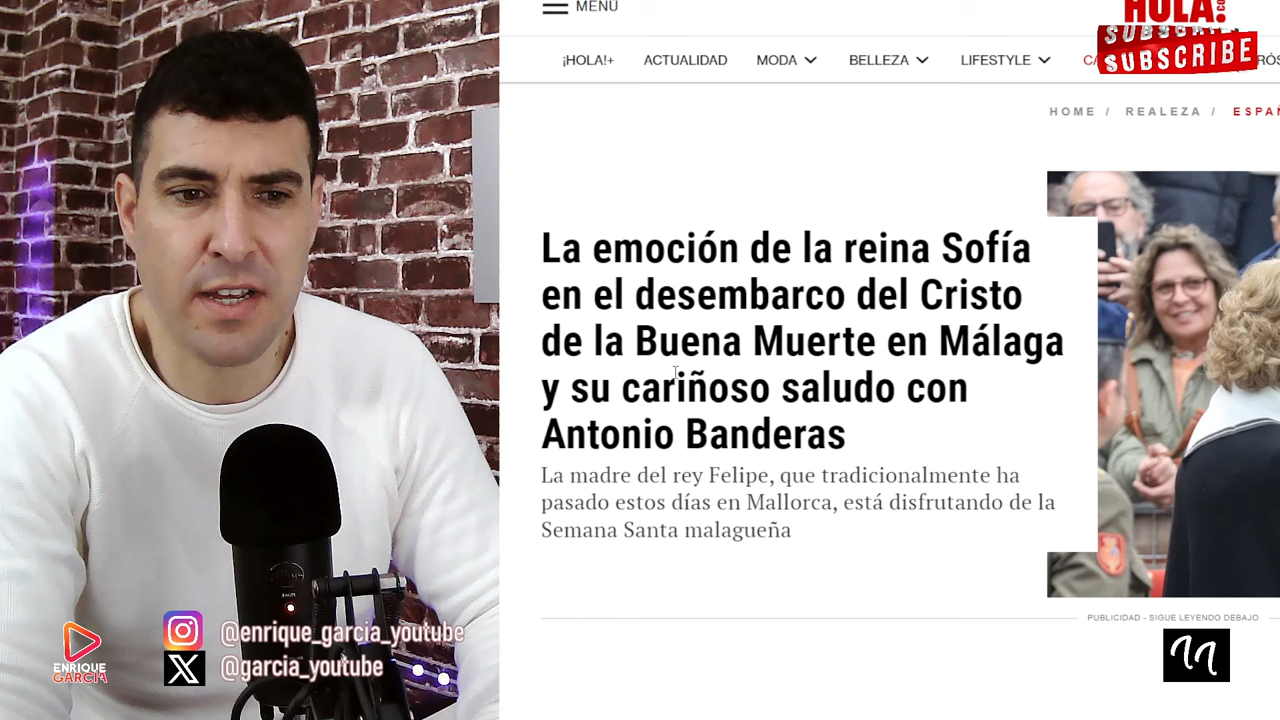 MENÚ
HOLA!
SUBSCRIBE
SUBSCRIBE
¡HOLA!+ ACTUALIDAD MODA BELLEZA LIFESTYLE
HOME / REALEZA / ESPAÑ
La emoción de la reina Sofía
en el desembarco del Cristo
de la Buena Muerte en Málaga
y su cariñoso saludo con
Antonio Banderas
La madre del rey Felipe, que tradicionalmente ha
pasado estos días en Mallorca, está disfrutando de la
Semana Santa malagueña
PUBLICIDAD - SIGUE LEYENDO DEBAJO
@enrique_garcia_youtube
@garcia_youtube
ENRIQUE
GARCIA